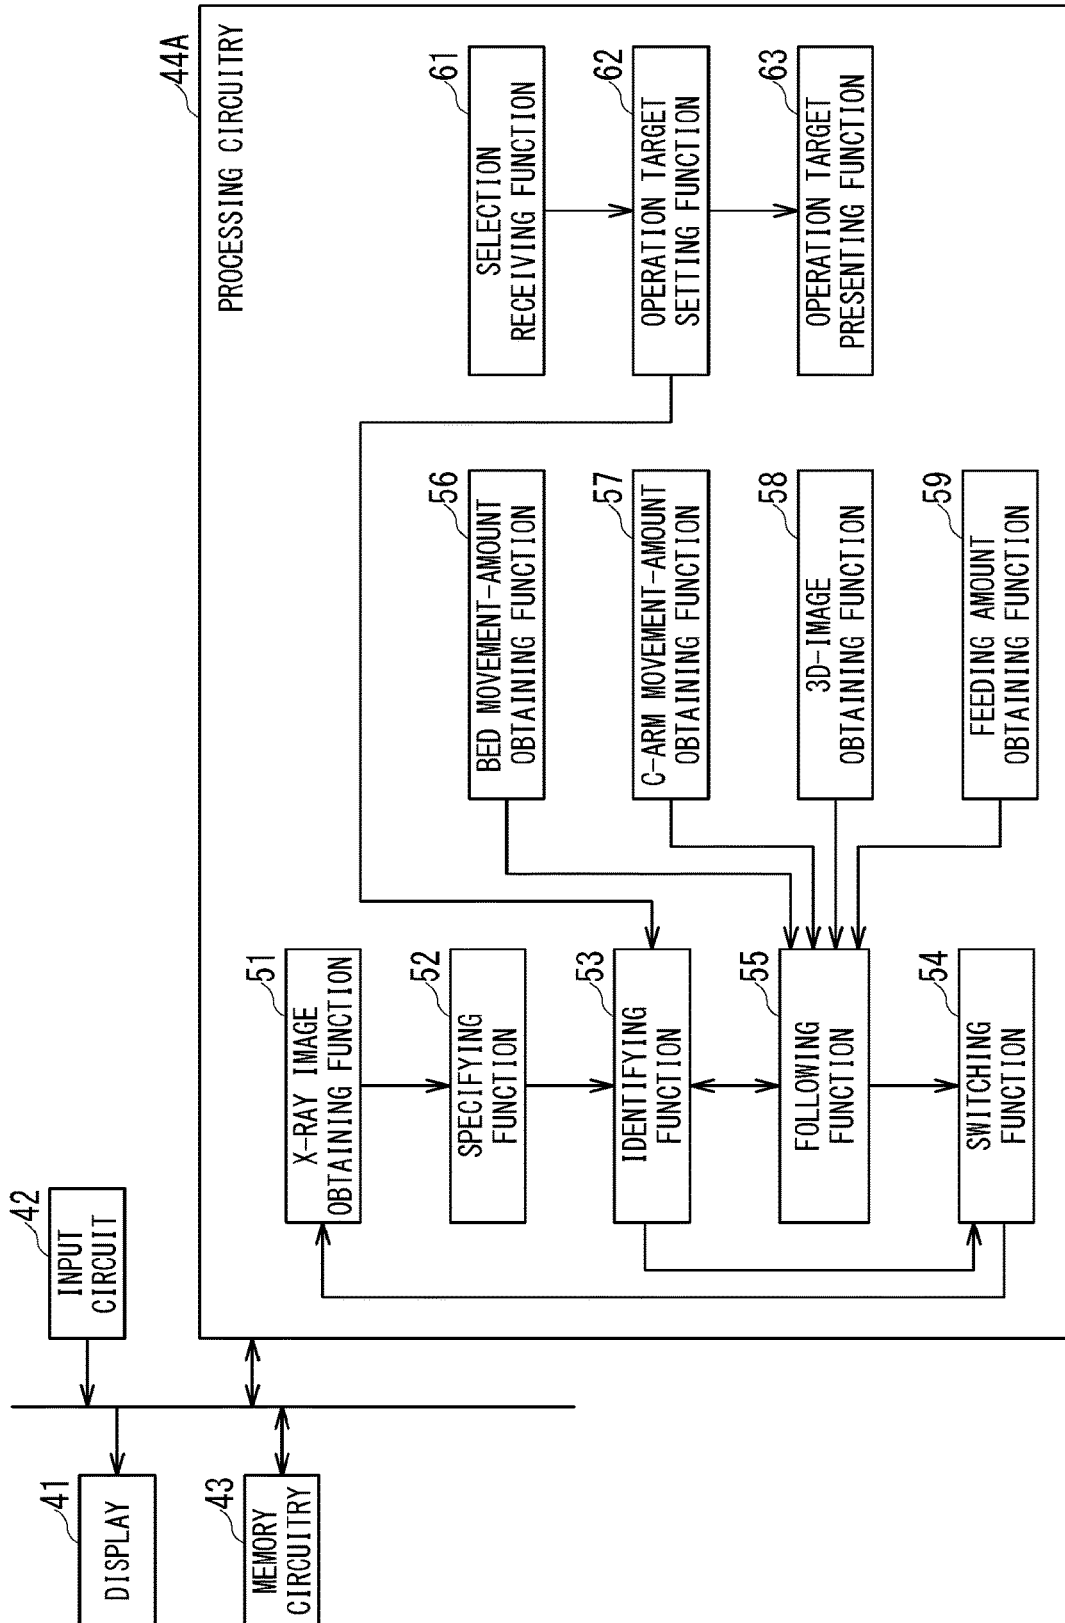 41
DISPLAY
43
MEMORY
CIRCUITRY
42
INPUT
CIRCUIT
44A
PROCESSING CIRCUITRY
51
X-RAY IMAGE
OBTAINING FUNCTION
52
SPECIFYING
FUNCTION
53
IDENTIFYING
FUNCTION
55
FOLLOWING
FUNCTION
54
SWITCHING
FUNCTION
56
BED MOVEMENT-AMOUNT
OBTAINING FUNCTION
57
C-ARM MOVEMENT-AMOUNT
OBTAINING FUNCTION
58
3D-IMAGE
OBTAINING FUNCTION
59
FEEDING AMOUNT
OBTAINING FUNCTION
61
SELECTION
RECEIVING FUNCTION
62
OPERATION TARGET
SETTING FUNCTION
63
OPERATION TARGET
PRESENTING FUNCTION